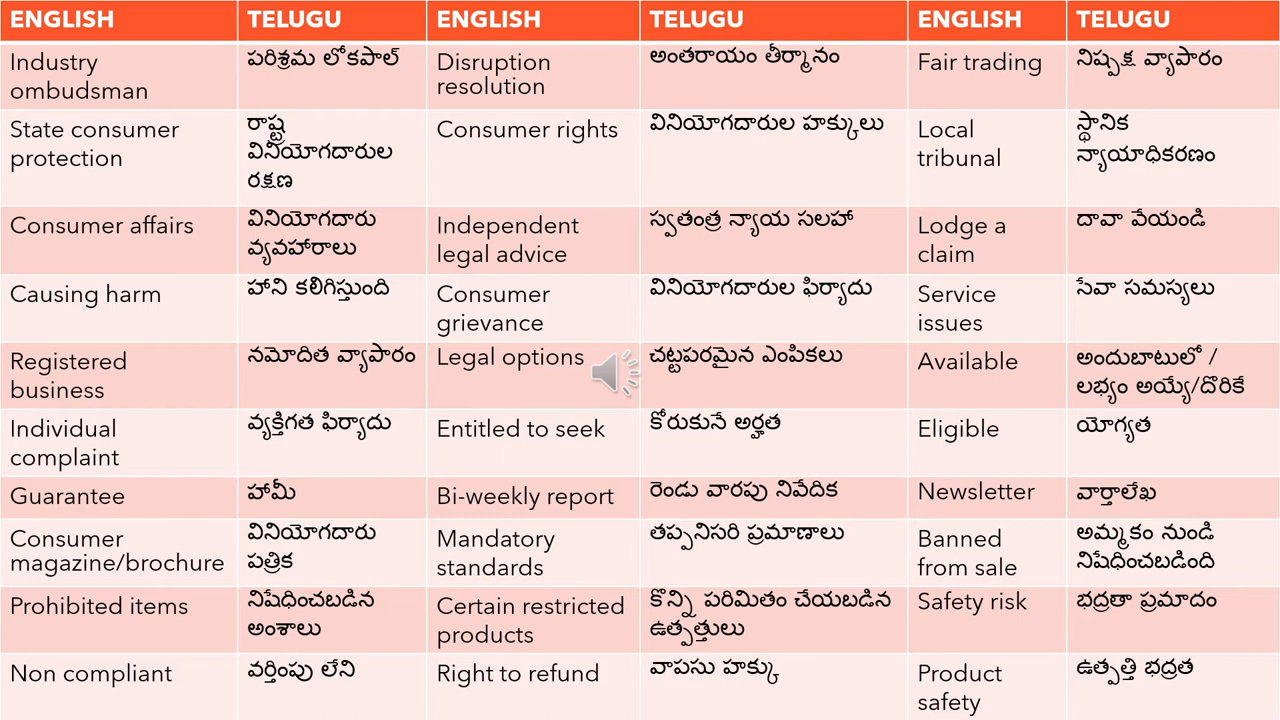 ENGLISH TELUGU ENGLISH TELUGU ENGLISH TELUGU
Industry
ombudsman
పరిశ్రమ లోకపాల్
Disruption
resolution
అంతరాయం తీర్మానం
Fair trading
నిష్పక్ష వ్యాపారం
State consumer
protection
రాష్ట్ర
వినియోగదారుల
రక్షణ
Consumer rights
వినియోగదారుల హక్కులు
Local
tribunal
స్థానిక
న్యాయాధికరణం
Consumer affairs
వినియోగదారు
వ్యవహారాలు
Independent
legal advice
స్వతంత్ర న్యాయ సలహా
Lodge a
claim
దావా వేయండి
Causing harm
హాని కలిగిస్తుంది
Consumer
grievance
వినియోగదారుల ఫిర్యాదు
Service
issues
సేవా సమస్యలు
Registered
business
నమోదిత వ్యాపారం
Legal options
చట్టపరమైన ఎంపికలు
Available
అందుబాటులో /
లభ్యం అయ్యే/దొరికే
Individual
complaint
వ్యక్తిగత ఫిర్యాదు
Entitled to seek
కోరుకునే అర్హత
Eligible
యోగ్యత
Guarantee
హామీ
Bi-weekly report
రెండు వారపు నివేదిక
Newsletter
వార్తాలేఖ
Consumer
magazine/brochure
వినియోగదారు
పత్రిక
Mandatory
standards
తప్పనిసరి ప్రమాణాలు
Banned
from sale
అమ్మకం నుండి
నిషేధించబడింది
Prohibited items
నిషేధించబడిన
అంశాలు
Certain restricted
products
కొన్ని పరిమితం చేయబడిన
ఉత్పత్తులు
Safety risk
భద్రతా ప్రమాదం
Non compliant
వర్తింపు లేని
Right to refund
వాపసు హక్కు
Product
safety
ఉత్పత్తి భద్రత